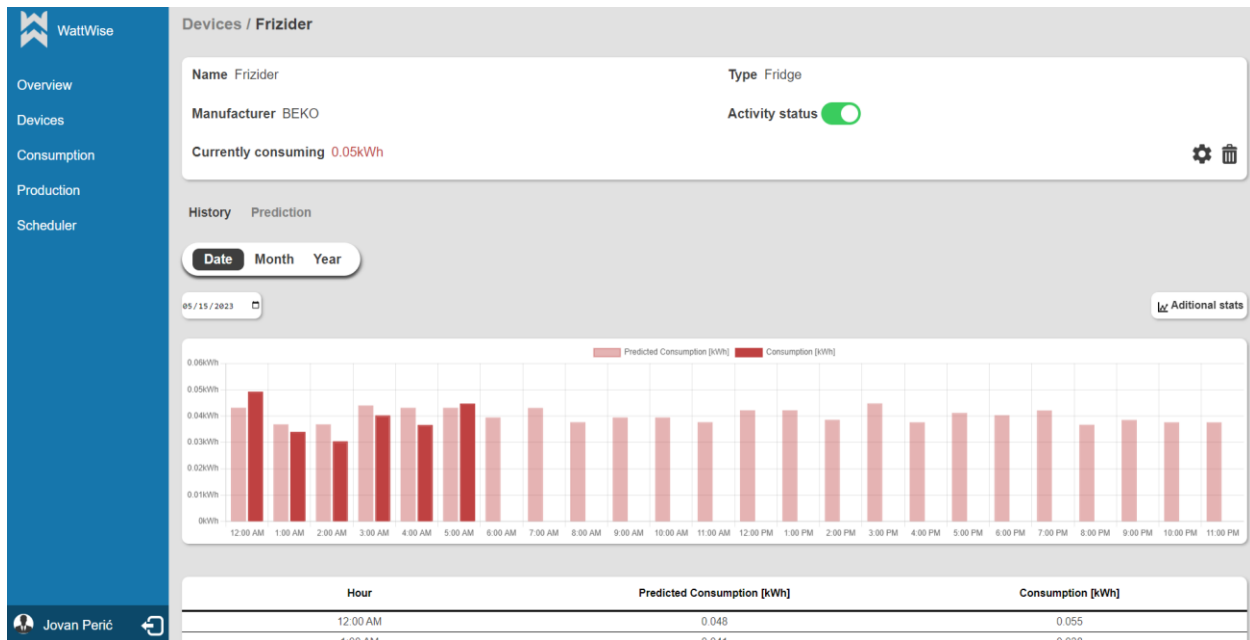 WattWise
Overview
Devices
Consumption
Production
Scheduler
Jovan Perić
Devices / Frizider
Name Frizider
Type Fridge
Manufacturer BEKO
Activity status
Currently consuming 0.05kWh
History Prediction
Date Month Year
05/15/2023
Aditional stats
Predicted Consumption [kWh] Consumption [kWh]
0.06kWh
0.05kWh
0.04kWh
0.03kWh
0.02kWh
0.01kWh
0kWh
12:00 AM 1:00 AM 2:00 AM 3:00 AM 4:00 AM 5:00 AM 6:00 AM 7:00 AM 8:00 AM 9:00 AM 10:00 AM 11:00 AM 12:00 PM 1:00 PM 2:00 PM 3:00 PM 4:00 PM 5:00 PM 6:00 PM 7:00 PM 8:00 PM 9:00 PM 10:00 PM 11:00 PM
Hour Predicted Consumption [kWh] Consumption [kWh]
12:00 AM 0.048 0.055